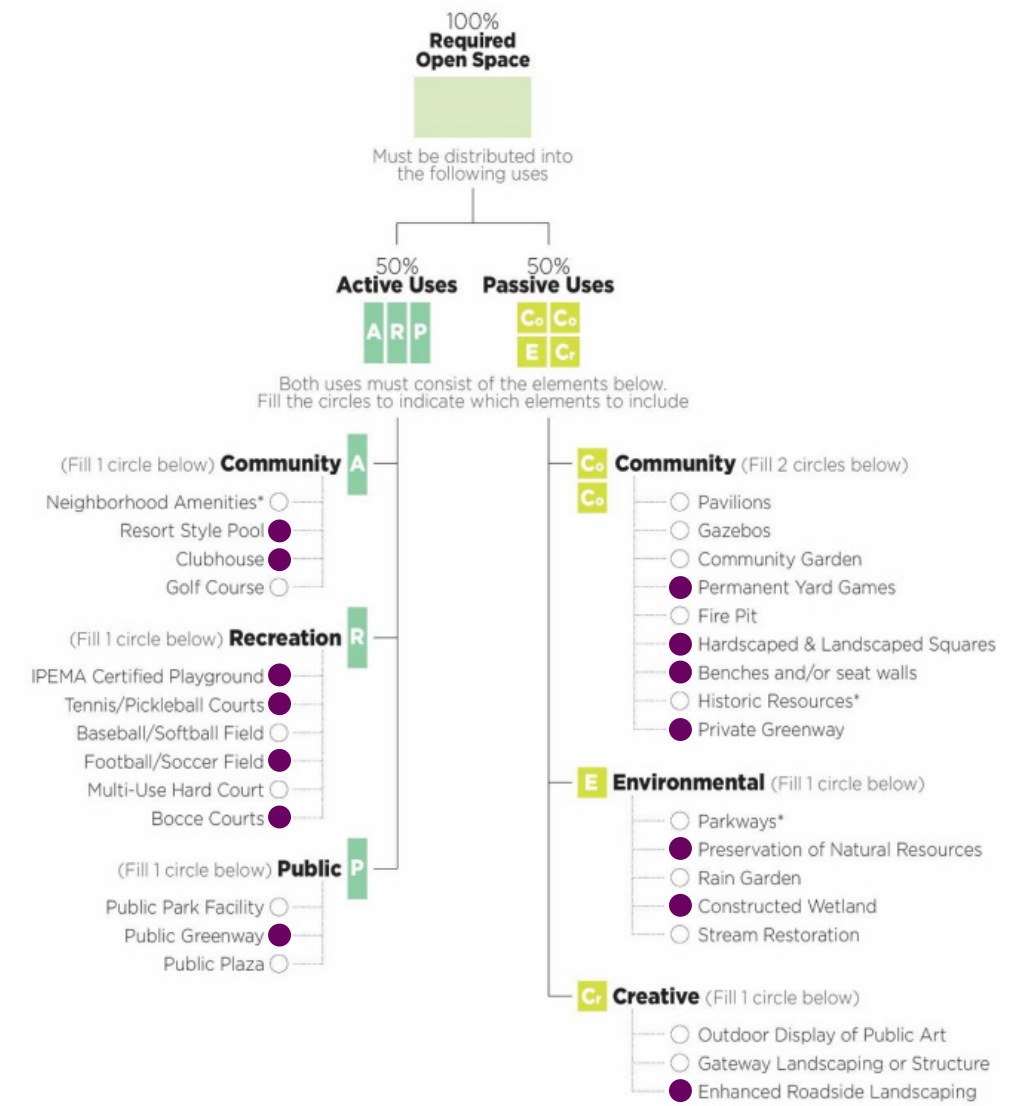 100%
Required
Open Space
Must be distributed into
the following uses
50%
Active Uses
A R P
50%
Passive Uses
Co Co
E Cr
Both uses must consist of the elements below.
Fill the circles to indicate which elements to include
(Fill 1 circle below) Community A
Neighborhood Amenities*
Resort Style Pool
Clubhouse
Golf Course
(Fill 1 circle below) Recreation R
IPEMA Certified Playground
Tennis/Pickleball Courts
Baseball/Softball Field
Football/Soccer Field
Multi-Use Hard Court
Bocce Courts
(Fill 1 circle below) Public P
Public Park Facility
Public Greenway
Public Plaza
Co Community (Fill 2 circles below)
Co
Pavilions
Gazebos
Community Garden
Permanent Yard Games
Fire Pit
Hardscaped & Landscaped Squares
Benches and/or seat walls
Historic Resources*
Private Greenway
E Environmental (Fill 1 circle below)
Parkways*
Preservation of Natural Resources
Rain Garden
Constructed Wetland
Stream Restoration
Cr Creative (Fill 1 circle below)
Outdoor Display of Public Art
Gateway Landscaping or Structure
Enhanced Roadside Landscaping